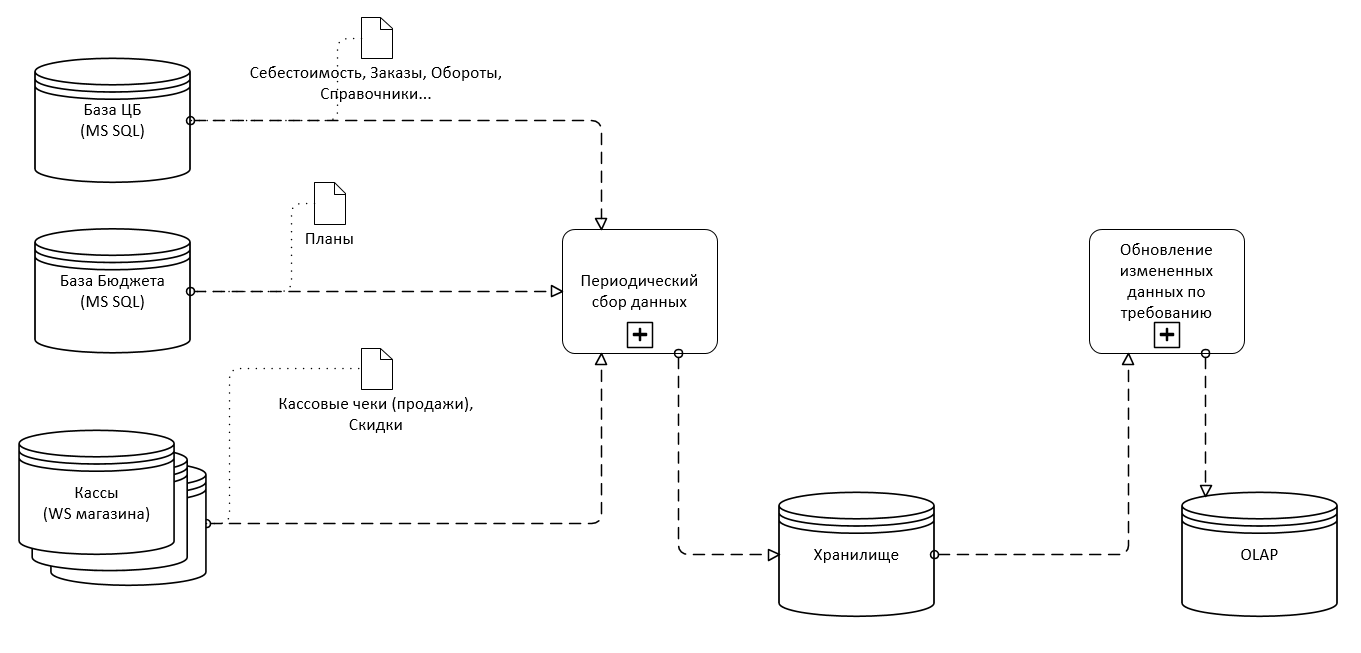 Себестоимость, Заказы, Обороты,
Справочники...
База ЦБ
(MS SQL)
Планы
База Бюджета
(MS SQL)
Периодический
сбор данных
Обновление
измененных
данных по
требованию
Кассовые чеки (продажи),
Скидки
Кассы
(WS магазина)
Хранилище
OLAP